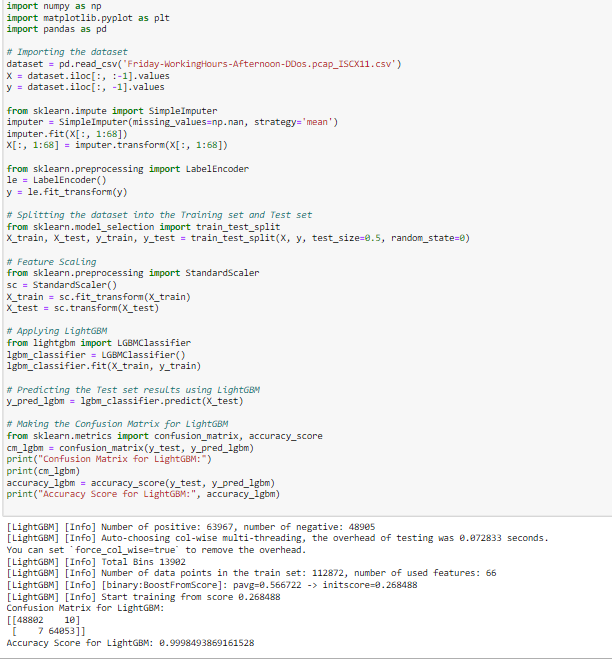 import numpy as np
import matplotlib.pyplot as plt
import pandas as pd
# Importing the dataset
dataset = pd.read_csv('Friday-WorkingHours-Afternoon-DDos.pcap_ISCX11.csv')
X = dataset.iloc[:, :-1].values
y = dataset.iloc[:, -1].values
from sklearn.impute import SimpleImputer
imputer = SimpleImputer(missing_values=np.nan, strategy='mean')
imputer.fit(X[:, 1:68])
X[:, 1:68] = imputer.transform(X[:, 1:68])
from sklearn.preprocessing import LabelEncoder
le = LabelEncoder()
y = le.fit_transform(y)
# Splitting the dataset into the Training set and Test set
from sklearn.model_selection import train_test_split
X_train, X_test, y_train, y_test = train_test_split(X, y, test_size=0.5, random_state=0)
# Feature Scaling
from sklearn.preprocessing import StandardScaler
sc = StandardScaler()
X_train = sc.fit_transform(X_train)
X_test = sc.transform(X_test)
# Applying LightGBM
from lightgbm import LGBMClassifier
lgbm_classifier = LGBMClassifier()
lgbm_classifier.fit(X_train, y_train)
# Predicting the Test set results using LightGBM
y_pred_lgbm = lgbm_classifier.predict(X_test)
# Making the Confusion Matrix for LightGBM
from sklearn.metrics import confusion_matrix, accuracy_score
cm_lgbm = confusion_matrix(y_test, y_pred_lgbm)
print("Confusion Matrix for LightGBM:")
print(cm_lgbm)
accuracy_lgbm = accuracy_score(y_test, y_pred_lgbm)
print("Accuracy Score for LightGBM:", accuracy_lgbm)
[LightGBM] [Info] Number of positive: 63967, number of negative: 48905
[LightGBM] [Info] Auto-choosing col-wise multi-threading, the overhead of testing was 0.072833 seconds.
You can set `force_col_wise=true` to remove the overhead.
[LightGBM] [Info] Total Bins 13902
[LightGBM] [Info] Number of data points in the train set: 112872, number of used features: 66
[LightGBM] [Info] [binary:BoostFromScore]: pavg=0.566722 -> initscore=0.268488
[LightGBM] [Info] Start training from score 0.268488
Confusion Matrix for LightGBM:
[[48802    10]
 [    7 64053]]
Accuracy Score for LightGBM: 0.9998493869161528